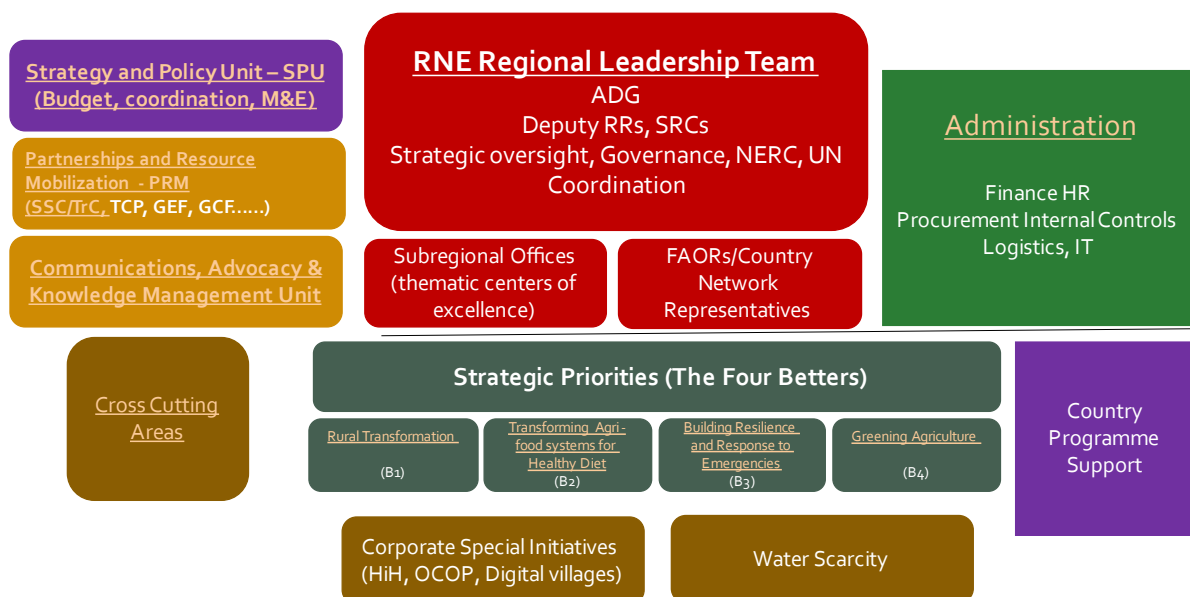 Strategy and Policy Unit – SPU
(Budget, coordination, M&E)
Partnerships and Resource
Mobilization - PRM
(SSC/TrC, TCP, GEF, GCF......)
Communications, Advocacy &
Knowledge Management Unit
RNE Regional Leadership Team
ADG
Deputy RRs, SRCs
Strategic oversight, Governance, NERC, UN
Coordination
Subregional Offices
(thematic centers of
excellence)
FAORs/Country
Network
Representatives
Administration
Finance HR
Procurement Internal Controls
Logistics, IT
Cross Cutting
Areas
Strategic Priorities (The Four Betters)
Rural Transformation
(B1)
Transforming Agri-
food systems for
Healthy Diet
(B2)
Building Resilience
and Response to
Emergencies
(B3)
Greening Agriculture
(B4)
Country
Programme
Support
Corporate Special Initiatives
(HiH, OCOP, Digital villages)
Water Scarcity